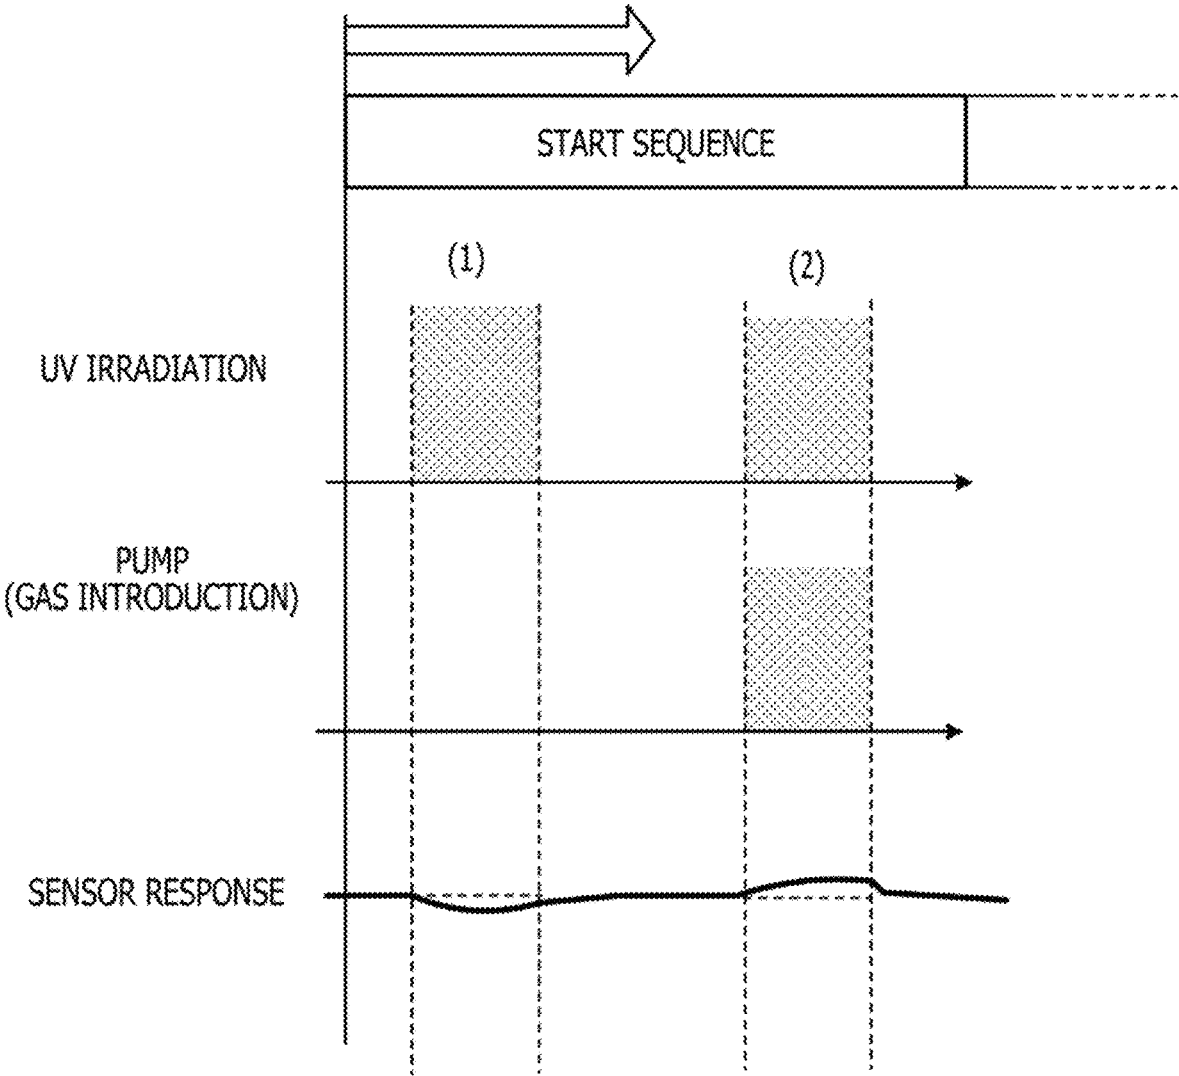 START SEQUENCE
(1)
(2)
UV IRRADIATION
PUMP
(GAS INTRODUCTION)
SENSOR RESPONSE